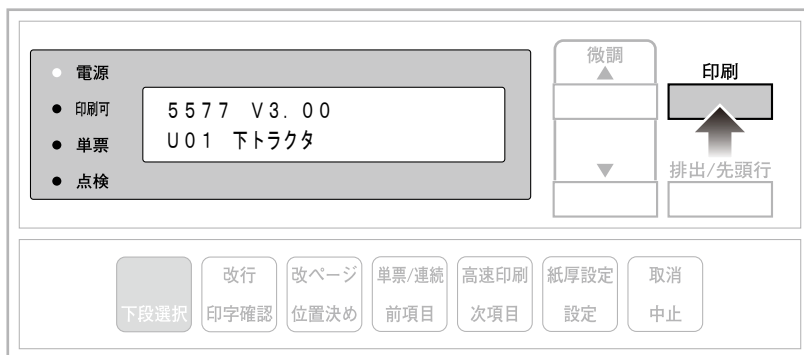 電源
印刷可
単票
点検
5577 V3.00
U01 下トラクタ
微調
▲
▼
印刷
排出/先頭行
下段選択
改行
印字確認
改ページ
位置決め
単票/連続
前項目
高速印刷
次項目
紙厚設定
設定
取消
中止